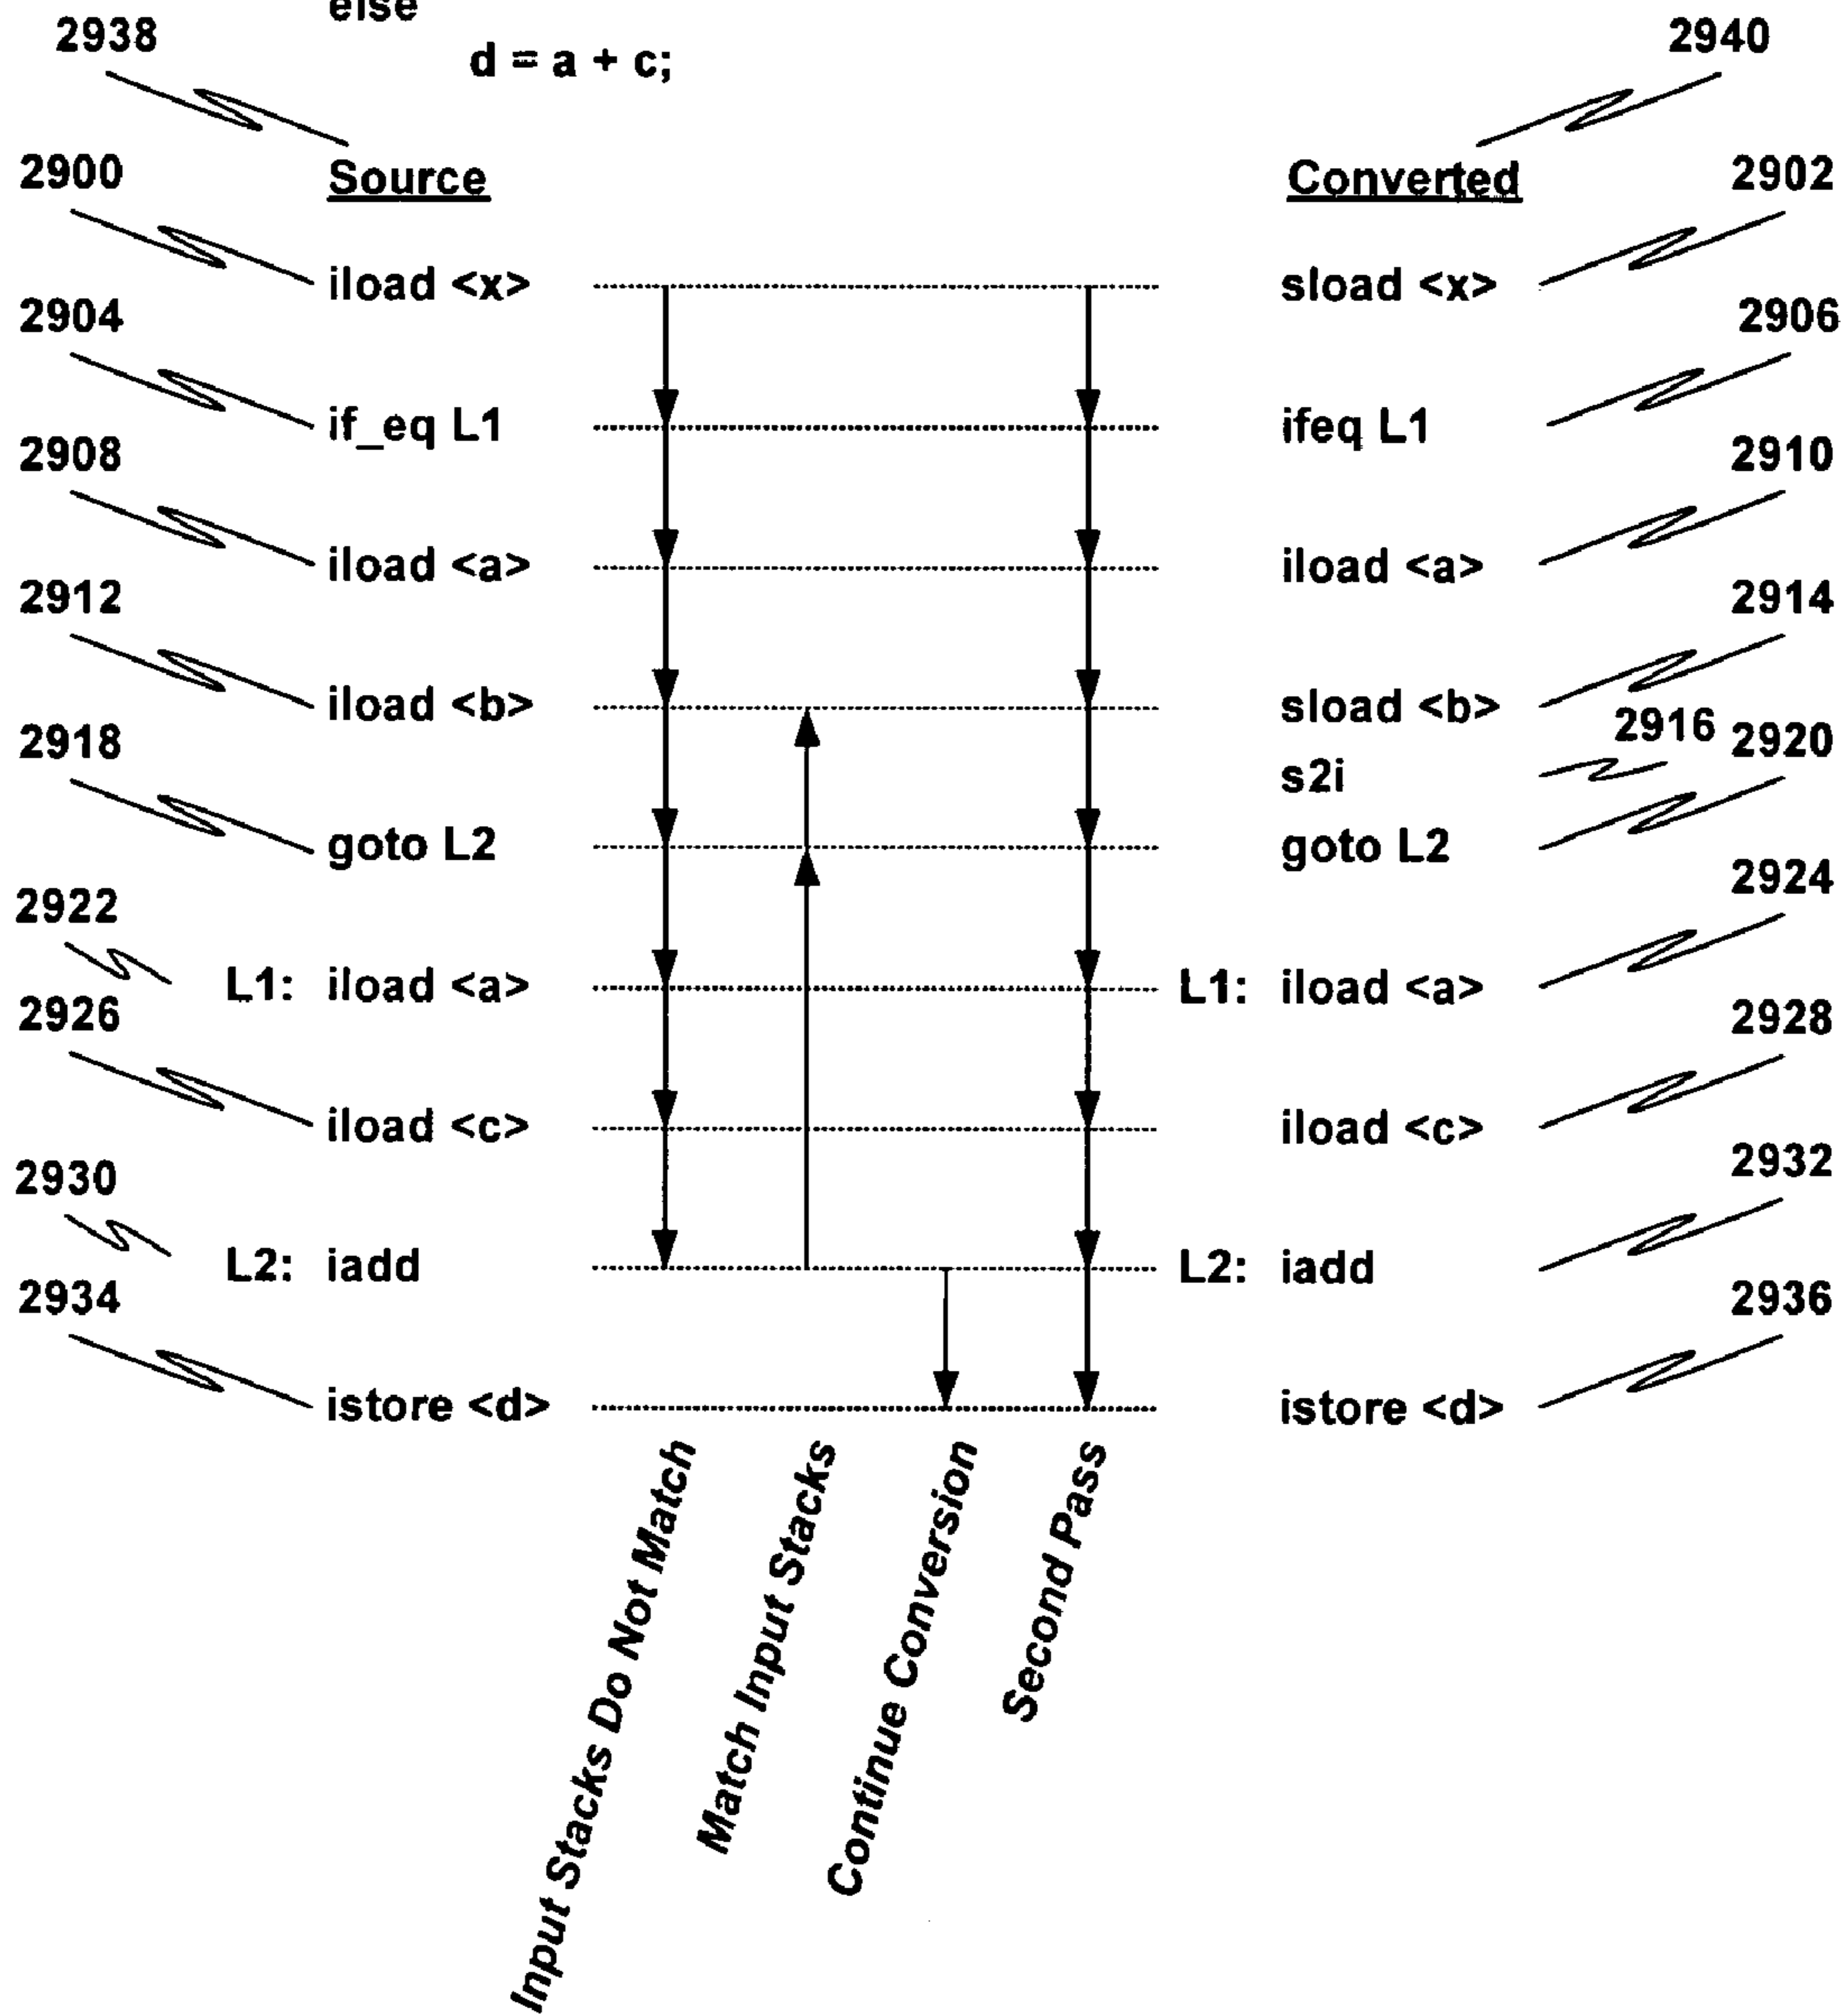 else
d = a + c;
2938
2940
2900
Source
Converted
2902
iload <x>
sload <x>
2904
2906
if_eq L1
ifeq L1
2908
2910
iload <a>
iload <a>
2912
2914
iload <b>
sload <b>
2916
2918
s2i
2920
goto L2
goto L2
2922
2924
L1: iload <a>
L1: iload <a>
2926
2928
iload <c>
iload <c>
2930
2932
L2: iadd
L2: iadd
2934
2936
istore <d>
istore <d>
Input Stacks Do Not Match
Match Input Stacks
Continue Conversion
Second Pass